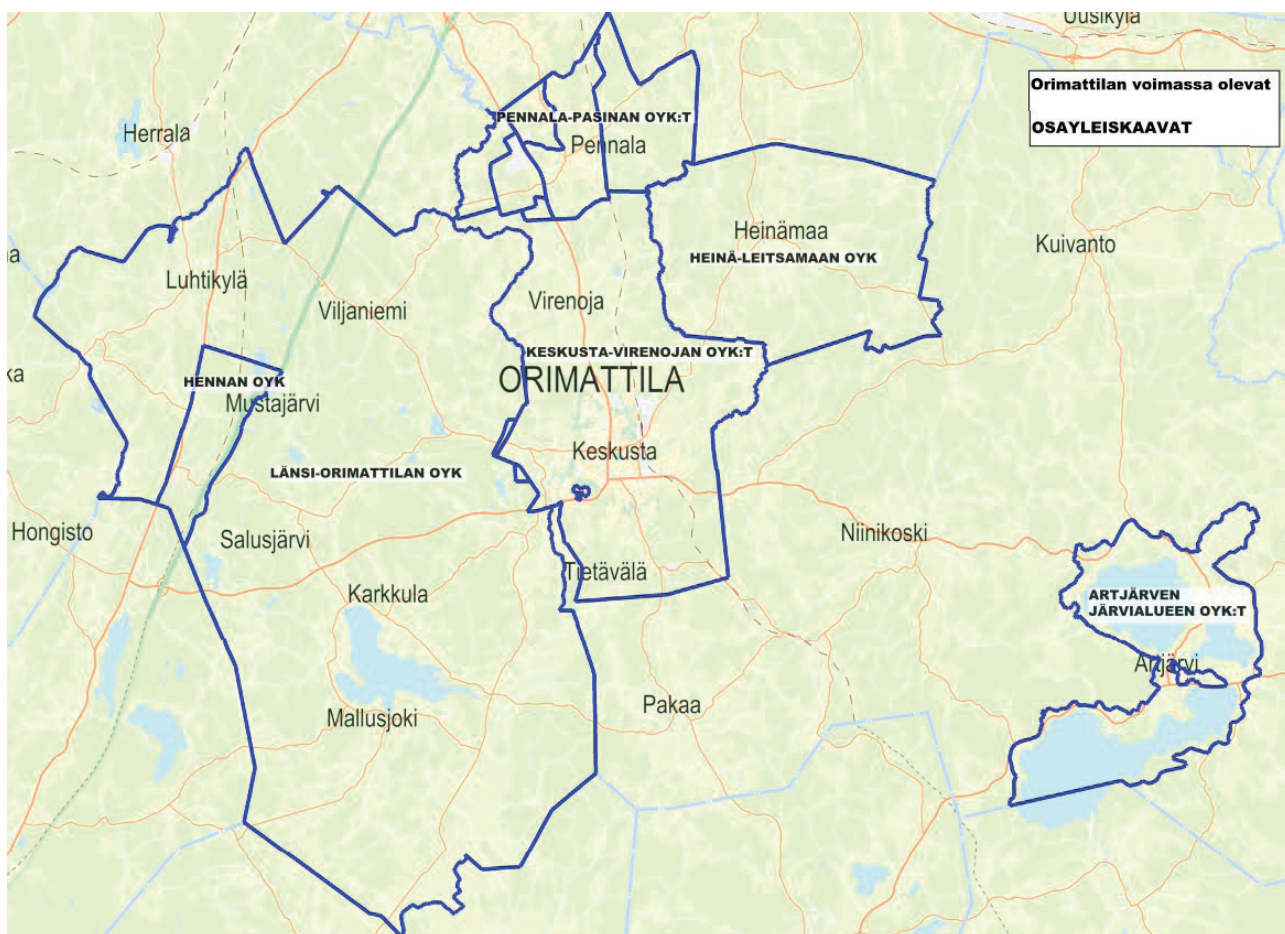 Uusikylä
Orimattilan voimassa olevat
OSAYLEISKAAVAT
PENNALA-PASINAN OYK:T
Pennala
Herrala
Heinämaa
HEINÄ-LEITSAMAAN OYK
Kuivanto
Luhtikylä
Viljaniemi
Virenoja
KESKUSTA-VIRENOJAN OYK:T
ORIMATTILA
HENNAN OYK
Mustajärvi
Keskusta
LÄNSI-ORIMATTILAN OYK
Hongisto
Salusjärvi
Niinikoski
Tietävälä
Karkkula
ARTJÄRVEN
JÄRVIALUEEN OYK:T
Artjärvi
Pakaa
Mallusjoki